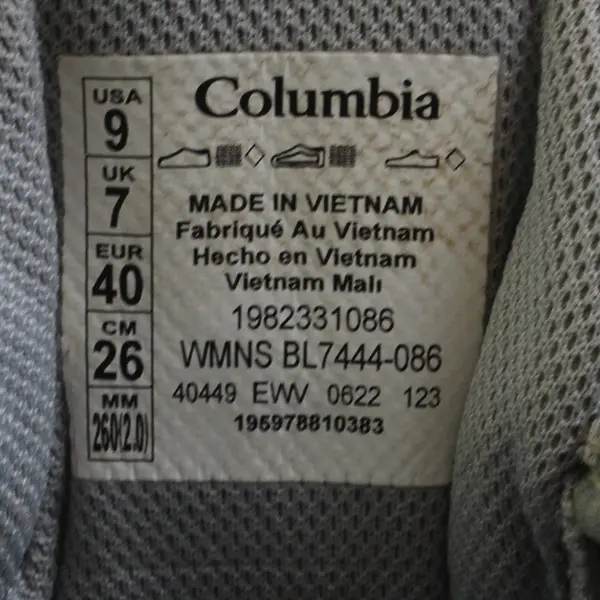 USA
9
UK
7
EUR
40
CM
26
MM
260(2.0)
Columbia
MADE IN VIETNAM
Fabriqué Au Vietnam
Hecho en Vietnam
Vietnam Malı
1982331086
WMNS BL7444-086
40449 EWV 0622 123
195978810383